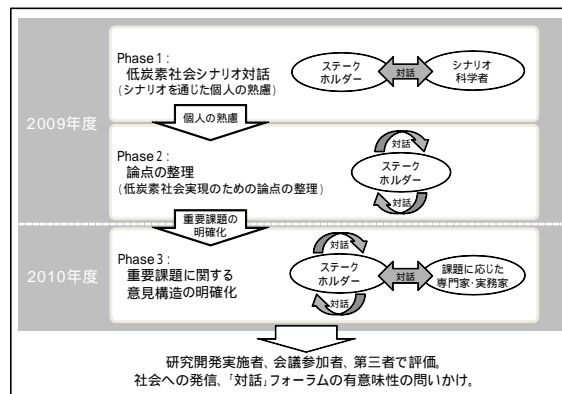 2009年度
Phase 1:
低炭素社会シナリオ対話
(シナリオを通じた個人の熟慮)
ステーク
ホルダー
対話
シナリオ
科学者
個人の熟慮
Phase 2:
論点の整理
(低炭素社会実現のための論点の整理)
対話
ステーク
ホルダー
対話
重要課題の
明確化
2010年度
Phase 3:
重要課題に関する
意見構造の明確化
対話
ステーク
ホルダー
対話
対話
課題に応じた
専門家・実務家
研究開発実施者、会議参加者、第三者で評価。
社会への発信、「対話」フォーラムの有意味性の問いかけ。